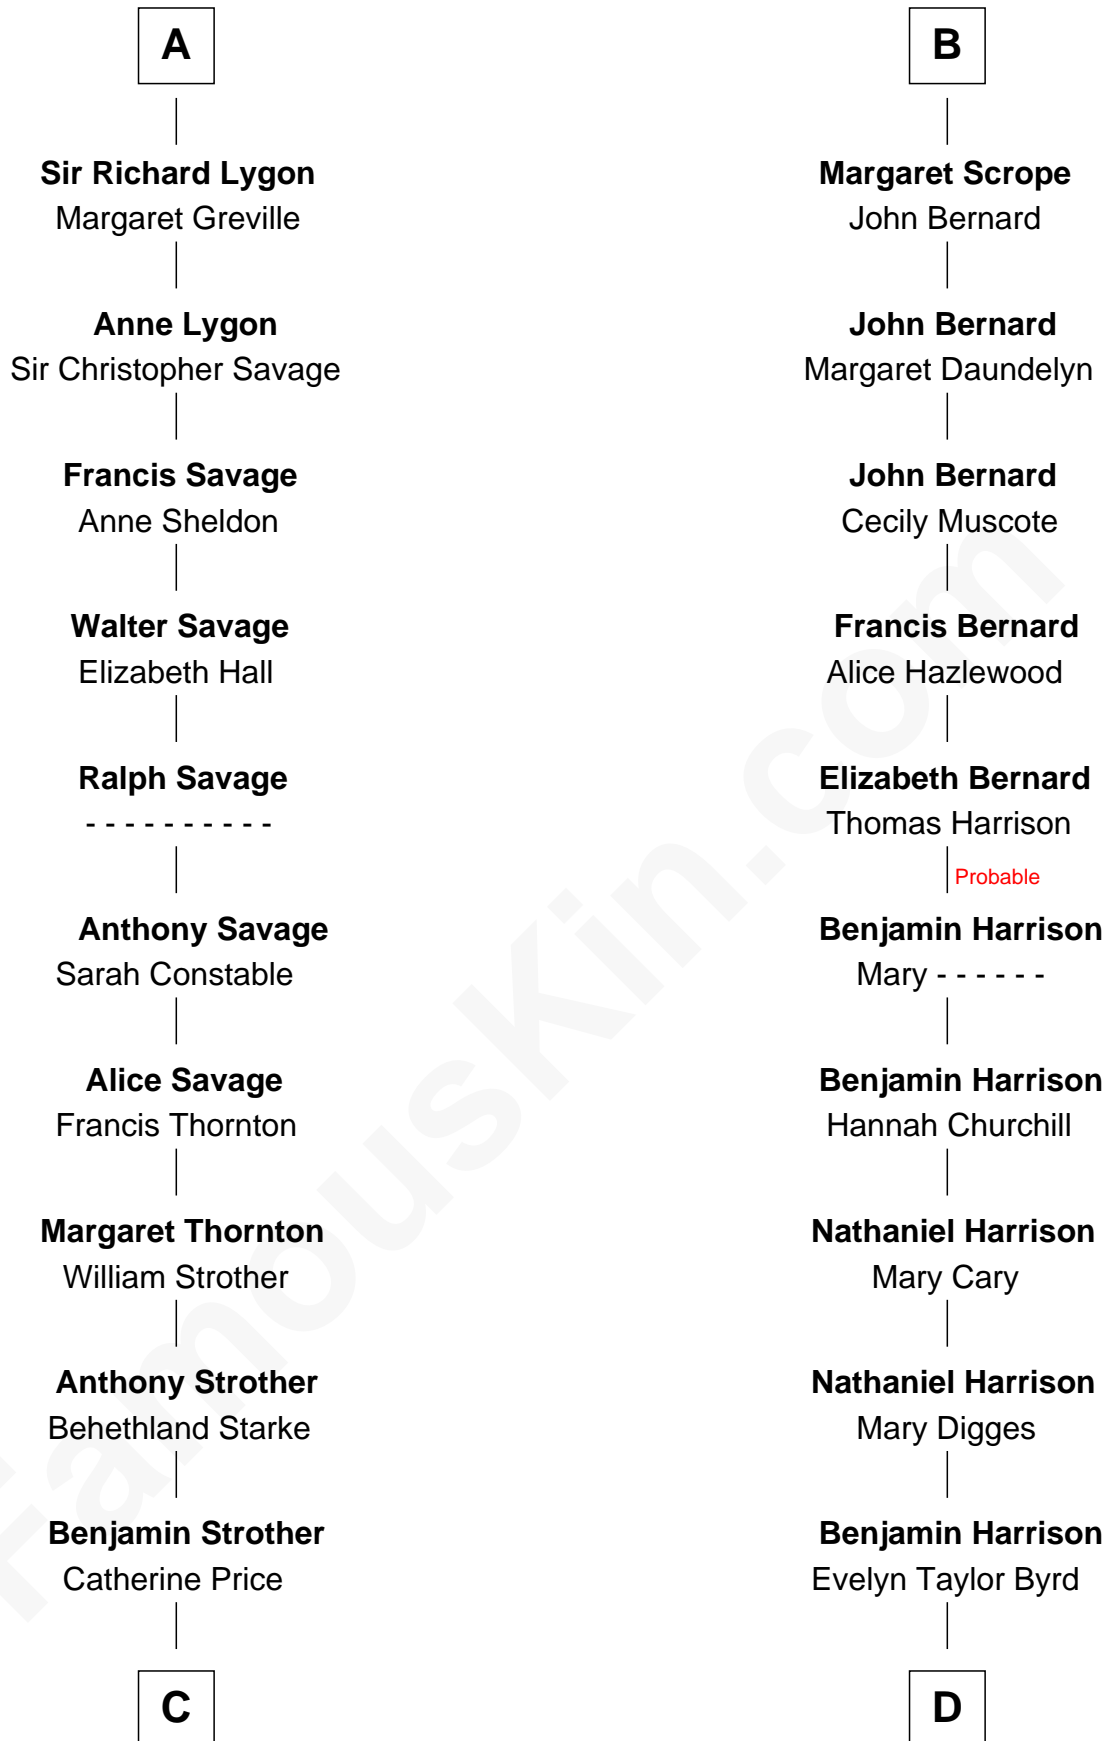 A
Sir Richard Lygon
Margaret Greville
Anne Lygon
Sir Christopher Savage
Francis Savage
Anne Sheldon
Walter Savage
Elizabeth Hall
Ralph Savage
- - - - - - - - - -
Anthony Savage
Sarah Constable
Alice Savage
Francis Thornton
Margaret Thornton
William Strother
Anthony Strother
Behethland Starke
Benjamin Strother
Catherine Price
C
B
Margaret Scrope
John Bernard
John Bernard
Margaret Daundelyn
John Bernard
Cecily Muscote
Francis Bernard
Alice Hazlewood
Elizabeth Bernard
Thomas Harrison
Probable
Benjamin Harrison
Mary - - - - - -
Benjamin Harrison
Hannah Churchill
Nathaniel Harrison
Mary Cary
Nathaniel Harrison
Mary Digges
Benjamin Harrison
Evelyn Taylor Byrd
D
FamousKin.com